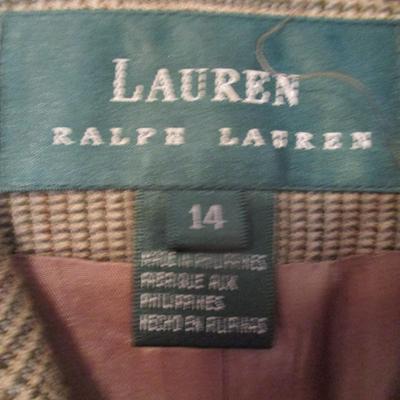 LAUREN
RALPH LAUREN
14
MADE IN PHILIPPINES
FABRIQUE AUX
PHILIPPINES
HECHO EN FILIPINAS